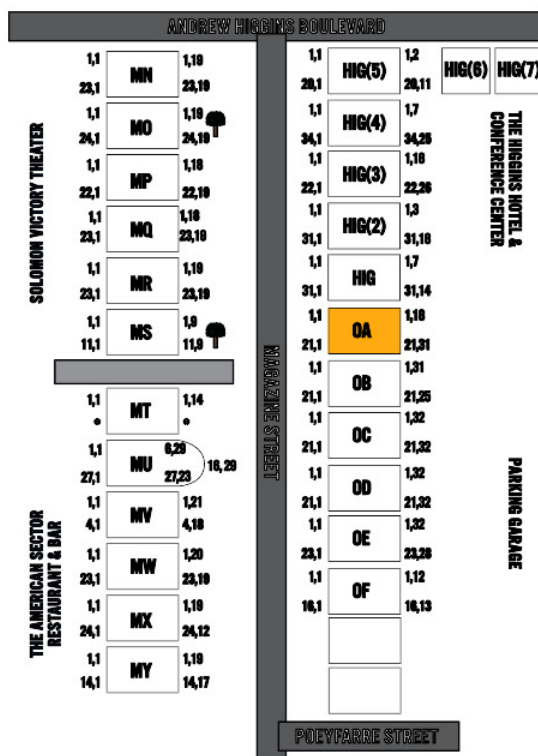 ANDREW HIGGINS BOULEVARD
SOLOMON VICTORY THEATER
1,1 MN 1,19
23,1 23,19
1,1 MO 1,19
24,1 24,19
1,1 MP 1,18
22,1 22,19
1,1 MQ 1,18
23,1 23,19
1,1 MR 1,19
23,1 23,19
1,1 MS 1,9
11,1 11,9
THE AMERICAN SECTOR
RESTAURANT & BAR
1,1 MT 1,14
1,1 MU 6,29
27,1 27,23 18,29
1,1 MV 1,21
4,1 4,18
1,1 MW 1,20
23,1 23,19
1,1 MX 1,19
24,1 24,12
1,1 MY 1,19
14,1 14,17
MAGAZINE STREET
1,1 HIG(5) 1,2
20,1 20,11
HIG(6) HIG(7)
1,1 HIG(4) 1,7
34,1 34,25
1,1 HIG(3) 1,16
22,1 22,26
1,1 HIG(2) 1,3
31,1 31,16
1,1 HIG 1,7
31,1 31,14
THE HIGGINS HOTEL &
CONFERENCE CENTER
1,1 OA 1,16
21,1 21,31
1,1 OB 1,31
21,1 21,25
1,1 OC 1,32
21,1 21,32
1,1 OD 1,32
21,1 21,32
1,1 OE 1,32
23,1 23,28
1,1 OF 1,12
16,1 16,13
PARKING GARAGE
POEYFARRE STREET